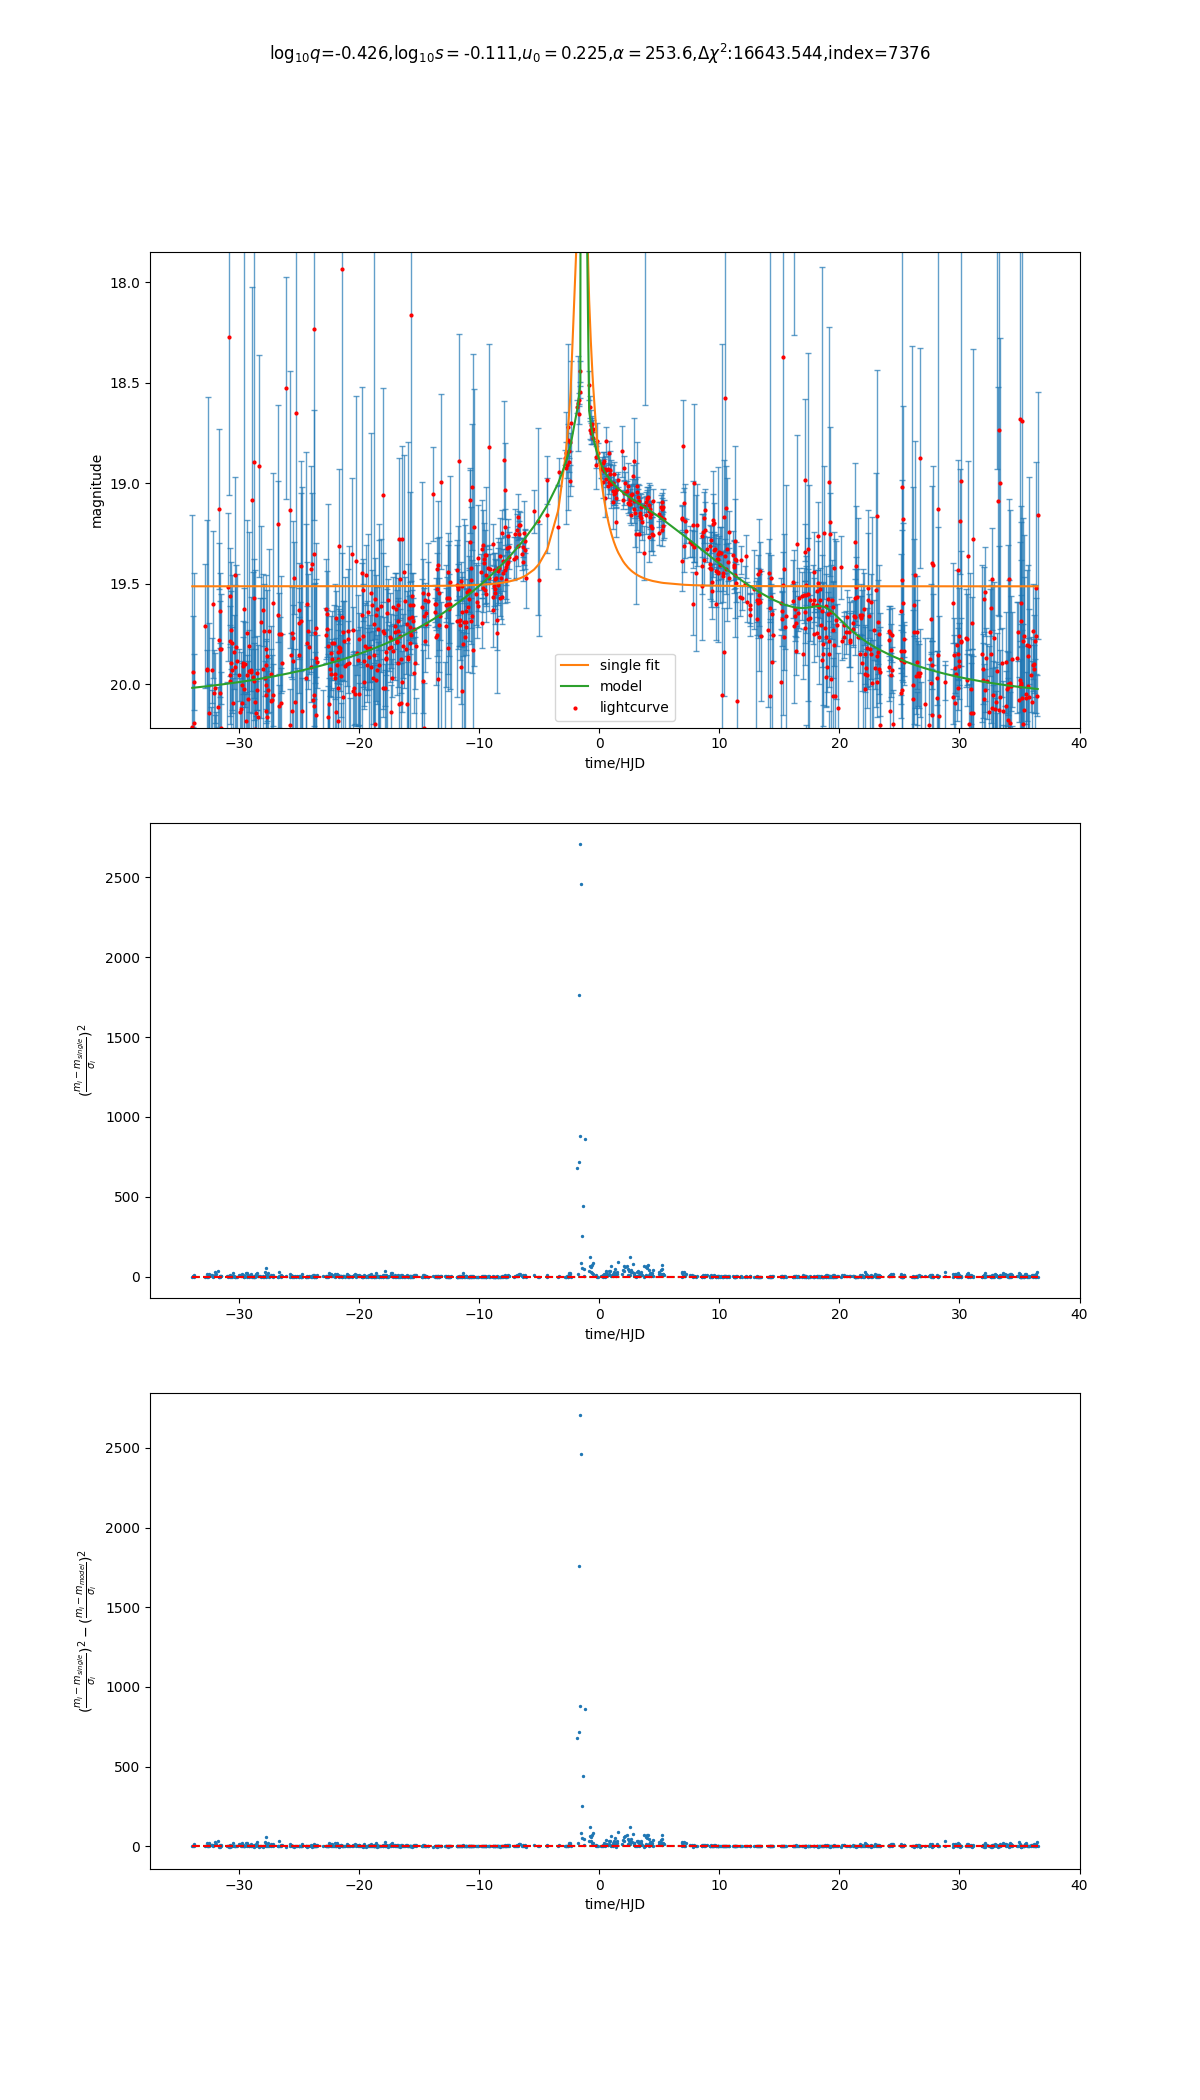 log₁₀q=-0.426,log₁₀s = -0.111,u₀ = 0.225,α = 253.6,Δχ²:16643.544,index=7376
18.0
18.5
19.0
19.5
20.0
magnitude
single fit
model
lightcurve
−30 −20 −10 0 10 20 30 40
time/HJD
2500
2000
1500
1000
500
0
((mᵢ − m_single)/σᵢ)²
−30 −20 −10 0 10 20 30 40
time/HJD
2500
2000
1500
1000
500
0
((mᵢ − m_single)/σᵢ)² − ((mᵢ − m_model)/σᵢ)²
−30 −20 −10 0 10 20 30 40
time/HJD